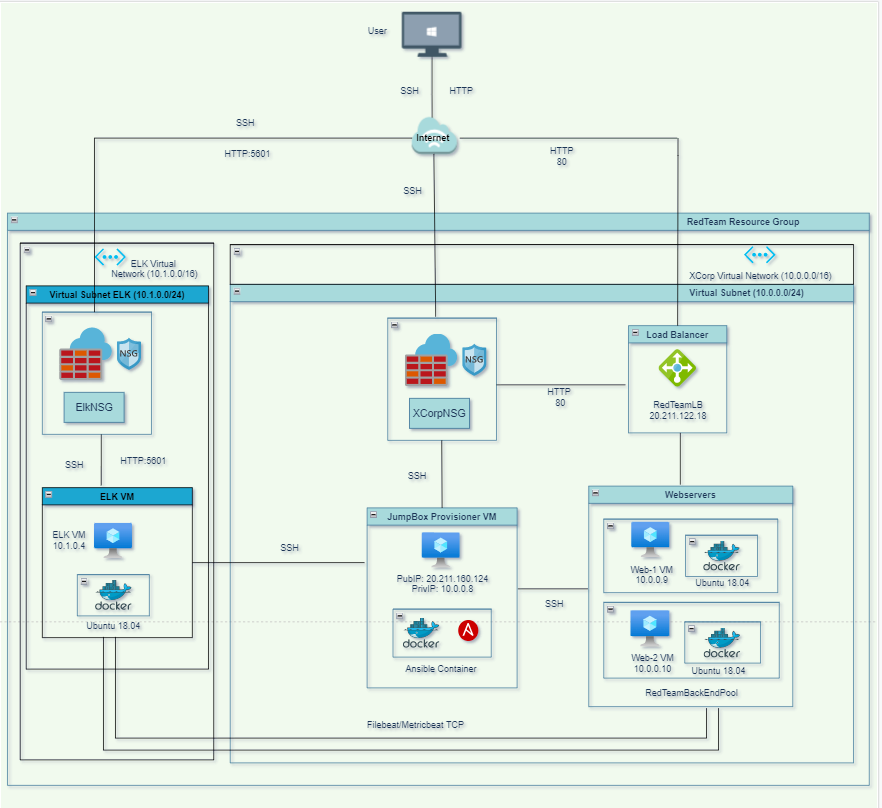 User
SSH
HTTP
Internet
SSH
HTTP:5601
HTTP
80
SSH
RedTeam Resource Group
ELK Virtual
Network (10.1.0.0/16)
XCorp Virtual Network (10.0.0.0/16)
Virtual Subnet ELK (10.1.0.0/24)
Virtual Subnet (10.0.0.0/24)
NSG
ElkNSG
NSG
XCorpNSG
HTTP
80
Load Balancer
RedTeamLB
20.211.122.18
SSH
HTTP:5601
SSH
ELK VM
ELK VM
10.1.0.4
docker
Ubuntu 18.04
SSH
JumpBox Provisioner VM
PubIP: 20.211.160.124
PrivIP: 10.0.0.8
docker
A
Ansible Container
SSH
Webservers
Web-1 VM
10.0.0.9
docker
Ubuntu 18.04
Web-2 VM
10.0.0.10
docker
Ubuntu 18.04
RedTeamBackEndPool
Filebeat/Metricbeat TCP